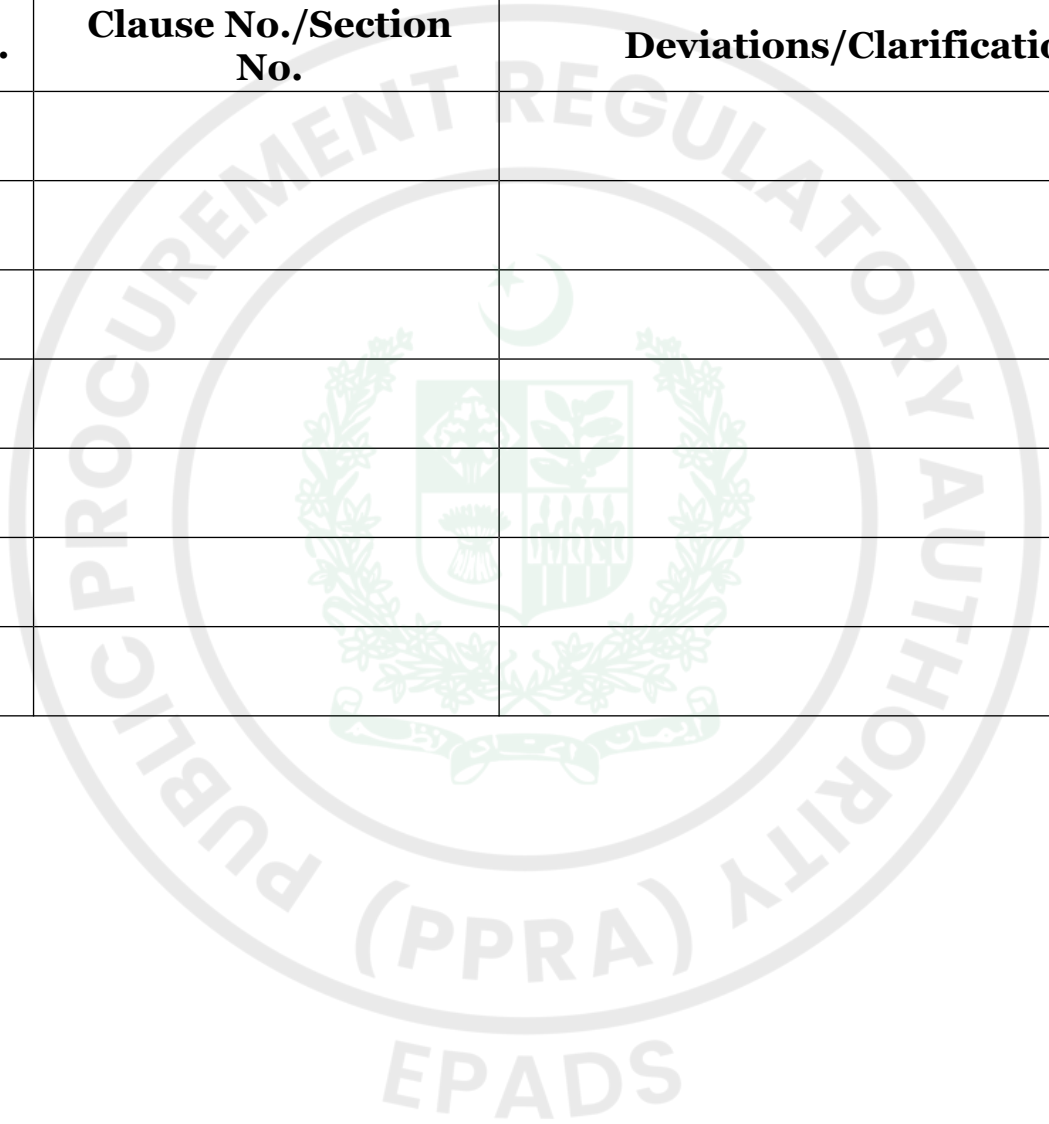 .
Clause No./Section
No.
Deviations/Clarificatio
PUBLIC PROCUREMENT REGULATORY AUTHORITY
(PPRA)
EPADS